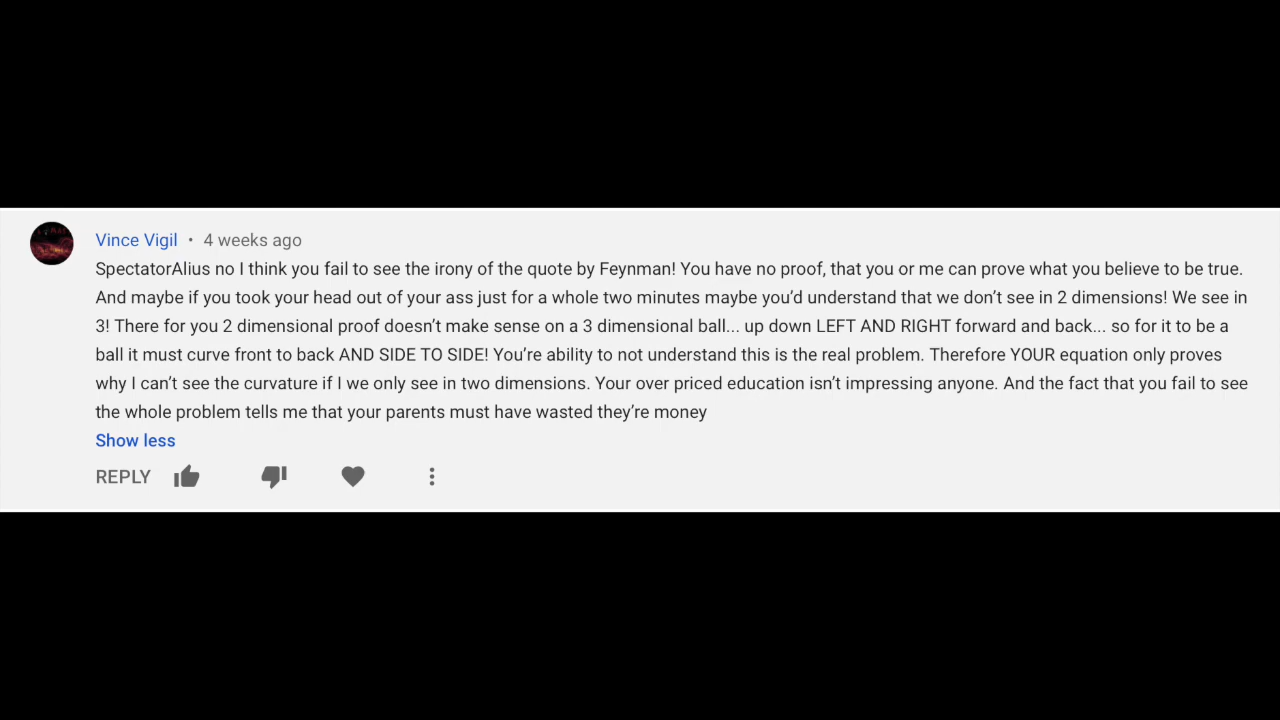 Vince Vigil • 4 weeks ago
SpectatorAlius no I think you fail to see the irony of the quote by Feynman! You have no proof, that you or me can prove what you believe to be true.
And maybe if you took your head out of your ass just for a whole two minutes maybe you’d understand that we don’t see in 2 dimensions! We see in
3! There for you 2 dimensional proof doesn’t make sense on a 3 dimensional ball... up down LEFT AND RIGHT forward and back... so for it to be a
ball it must curve front to back AND SIDE TO SIDE! You’re ability to not understand this is the real problem. Therefore YOUR equation only proves
why I can’t see the curvature if I we only see in two dimensions. Your over priced education isn’t impressing anyone. And the fact that you fail to see
the whole problem tells me that your parents must have wasted they’re money
Show less
REPLY